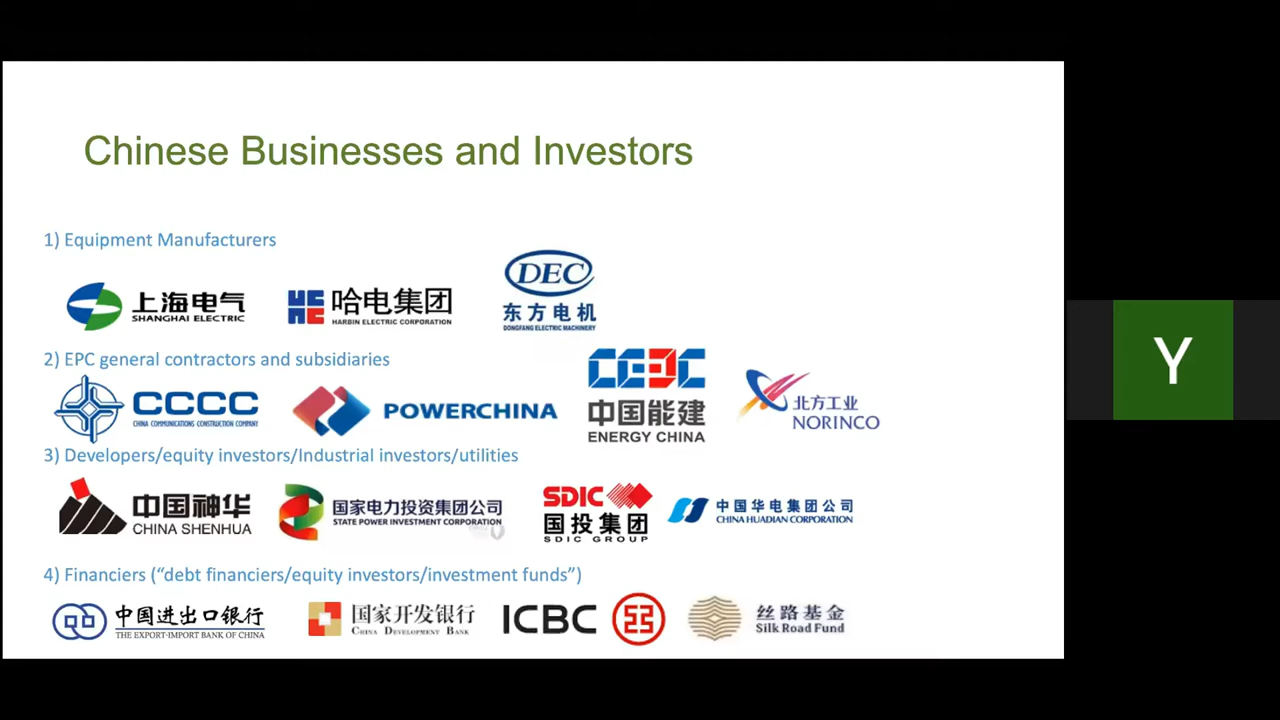 Chinese Businesses and Investors
1) Equipment Manufacturers
上海电气
SHANGHAI ELECTRIC
哈电集团
HARBIN ELECTRIC CORPORATION
DEC
东方电机
DONGFANG ELECTRIC MACHINERY
2) EPC general contractors and subsidiaries
CCCC
CHINA COMMUNICATIONS CONSTRUCTION COMPANY
POWERCHINA
CEEC
中国能建
ENERGY CHINA
北方工业
NORINCO
3) Developers/equity investors/Industrial investors/utilities
中国神华
CHINA SHENHUA
国家电力投资集团公司
STATE POWER INVESTMENT CORPORATION
SDIC
国投集团
SDIC GROUP
中国华电集团公司
CHINA HUADIAN CORPORATION
4) Financiers (“debt financiers/equity investors/investment funds”)
中国进出口银行
THE EXPORT-IMPORT BANK OF CHINA
国家开发银行
CHINA DEVELOPMENT BANK
ICBC
丝路基金
Silk Road Fund
Y